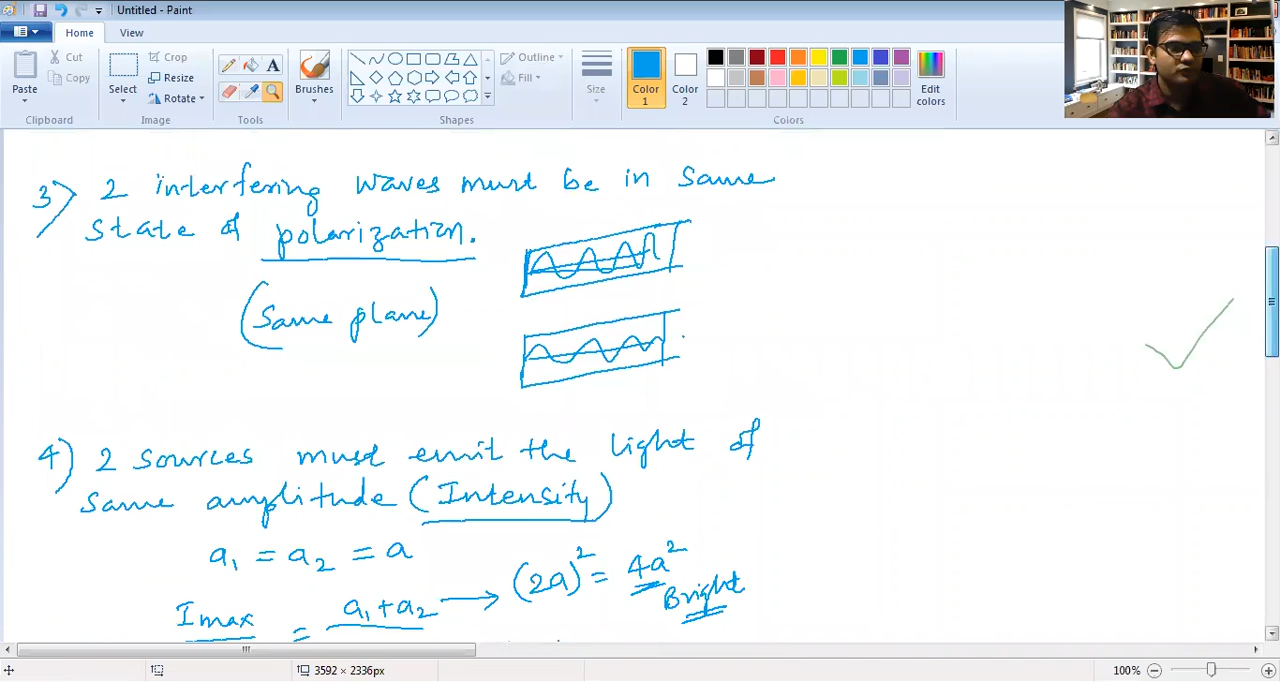 Untitled - Paint
Home
View
Paste
Cut
Copy
Clipboard
Select
Crop
Resize
Rotate
Image
A
Tools
Brushes
Shapes
Outline
Fill
Size
Color 1
Color 2
Edit colors
Colors
3) 2 interfering waves must be in same
state of polarization.
(Same plane)
4) 2 sources must emit the light of
same amplitude (Intensity)
a₁ = a₂ = a
(2a)² = 4a²
Bright
Imax = a₁+a₂
3592 × 2336px
100%